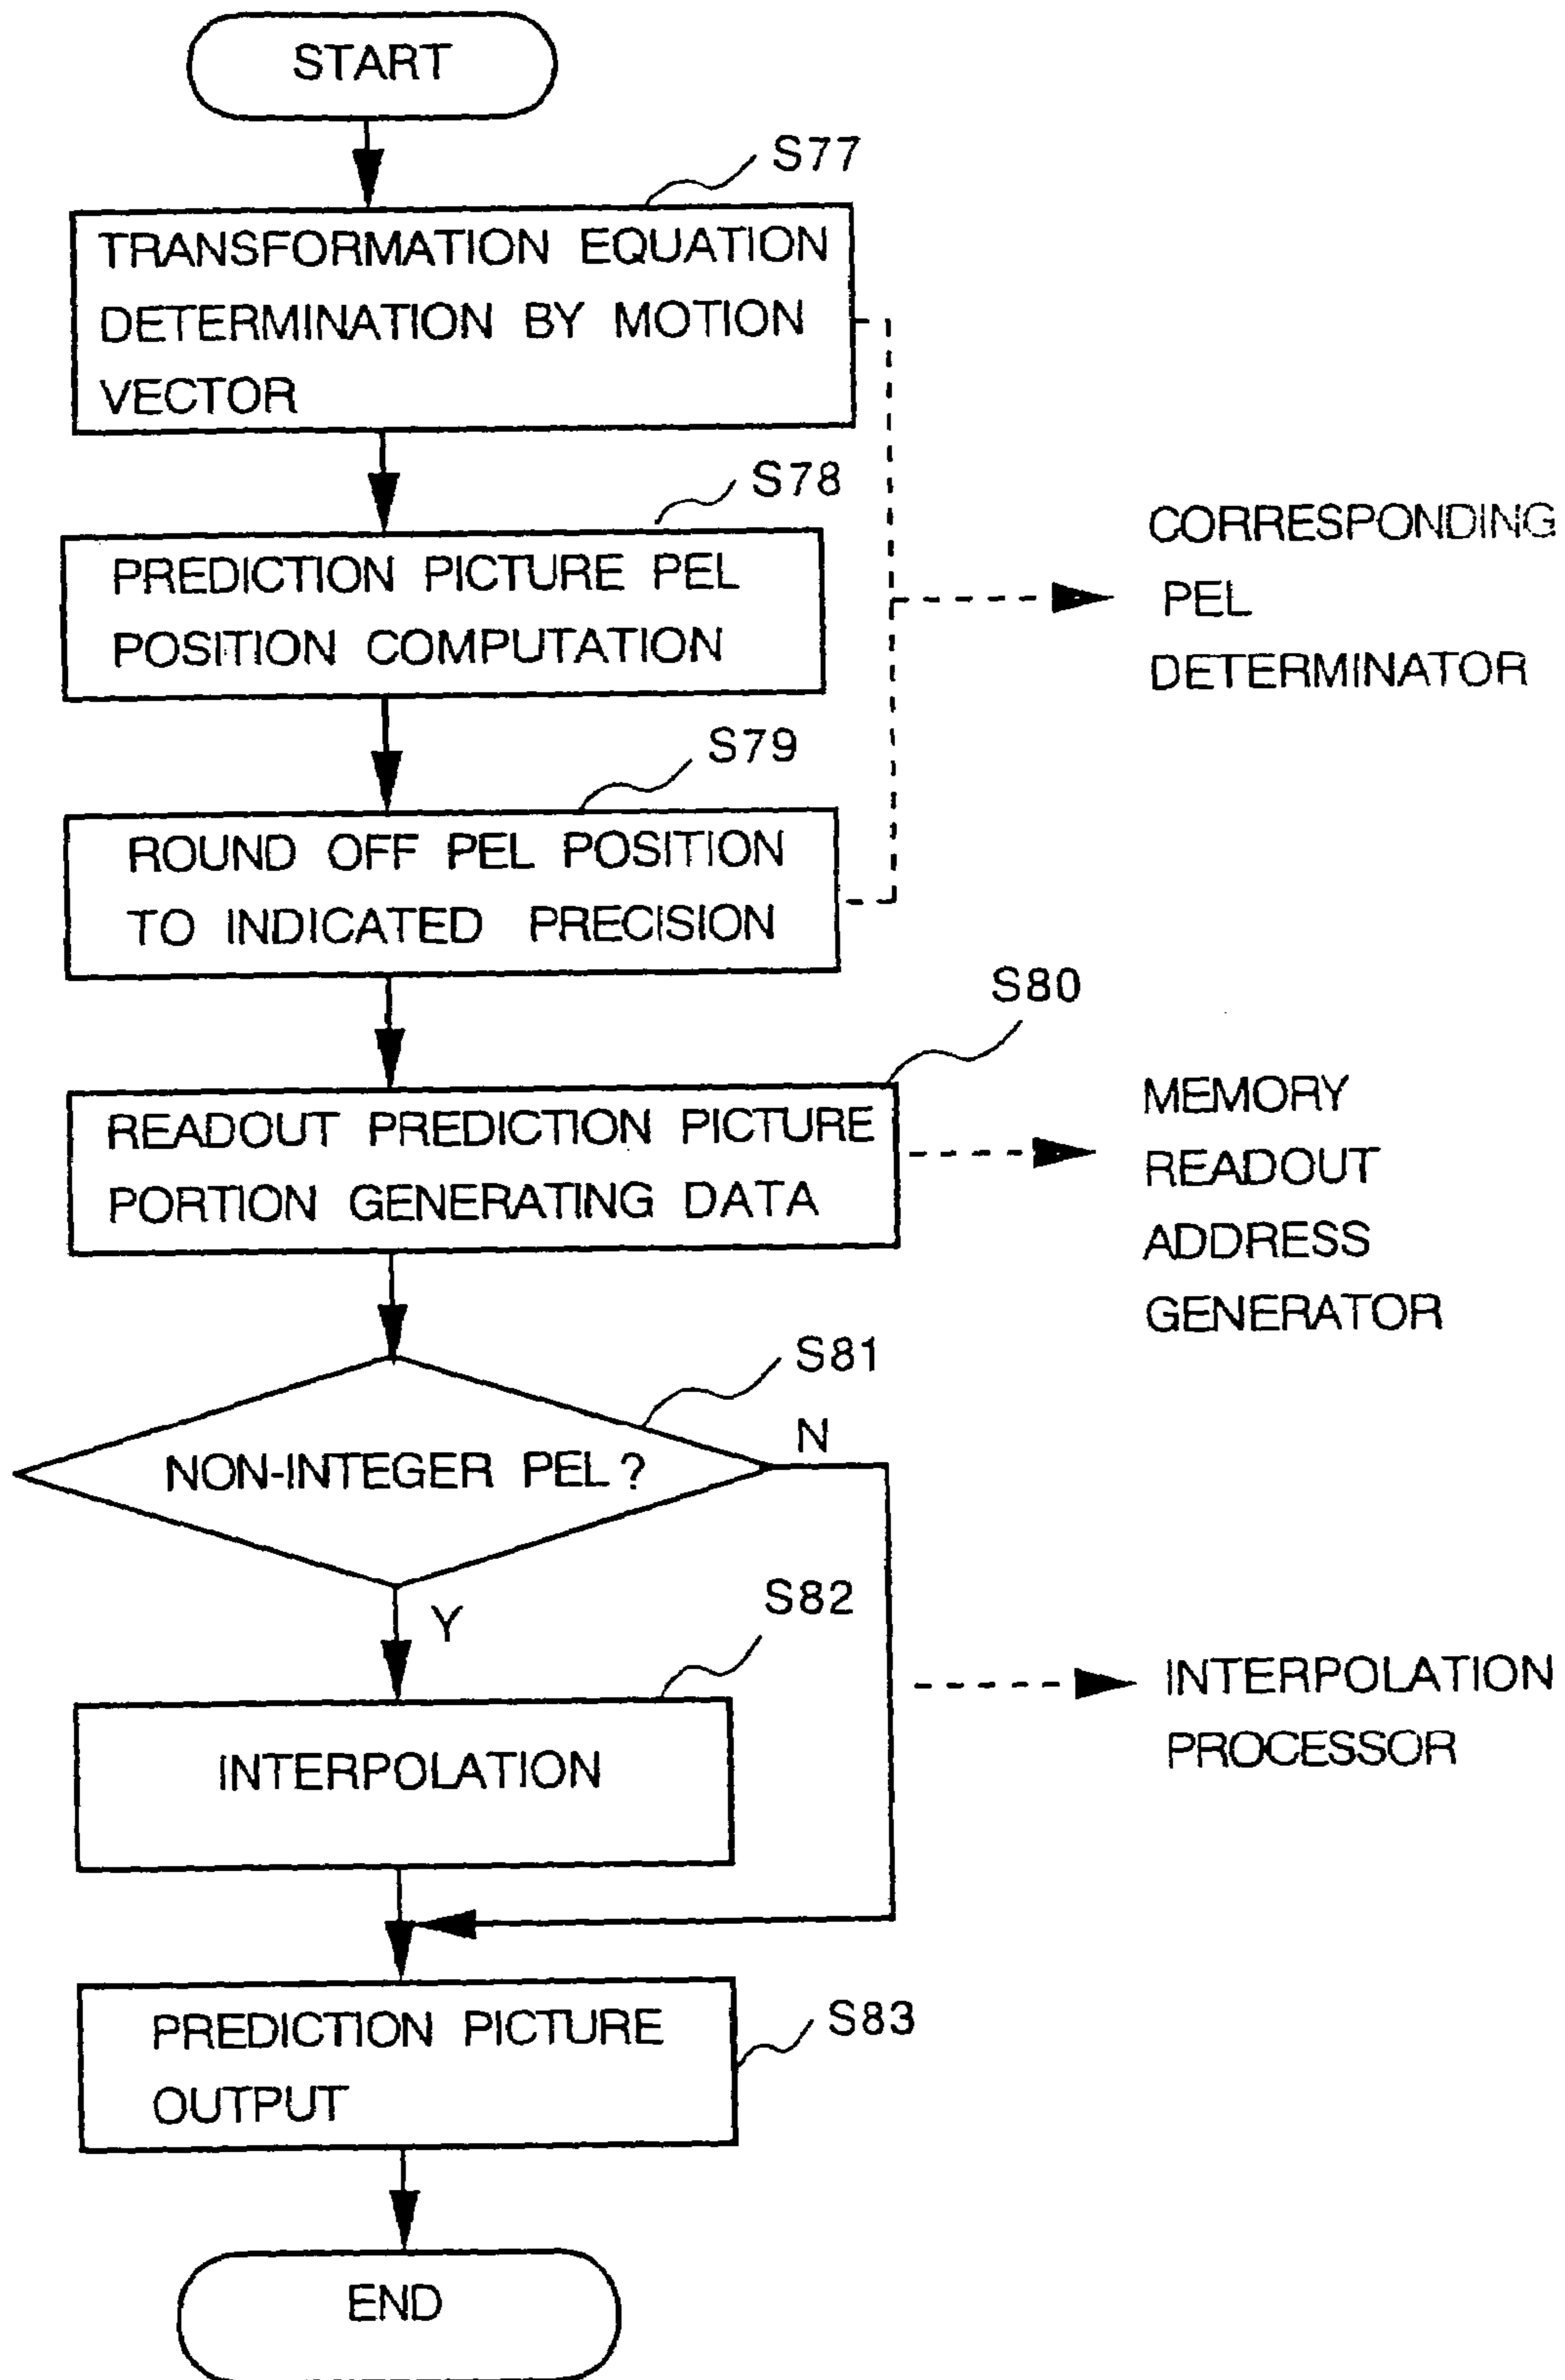 START
S77
TRANSFORMATION EQUATION
DETERMINATION BY MOTION
VECTOR
S78
PREDICTION PICTURE PEL
POSITION COMPUTATION
CORRESPONDING
PEL
DETERMINATOR
S79
ROUND OFF PEL POSITION
TO INDICATED PRECISION
S80
READOUT PREDICTION PICTURE
PORTION GENERATING DATA
MEMORY
READOUT
ADDRESS
GENERATOR
S81
NON-INTEGER PEL?
N
Y
S82
INTERPOLATION
INTERPOLATION
PROCESSOR
PREDICTION PICTURE
OUTPUT
S83
END